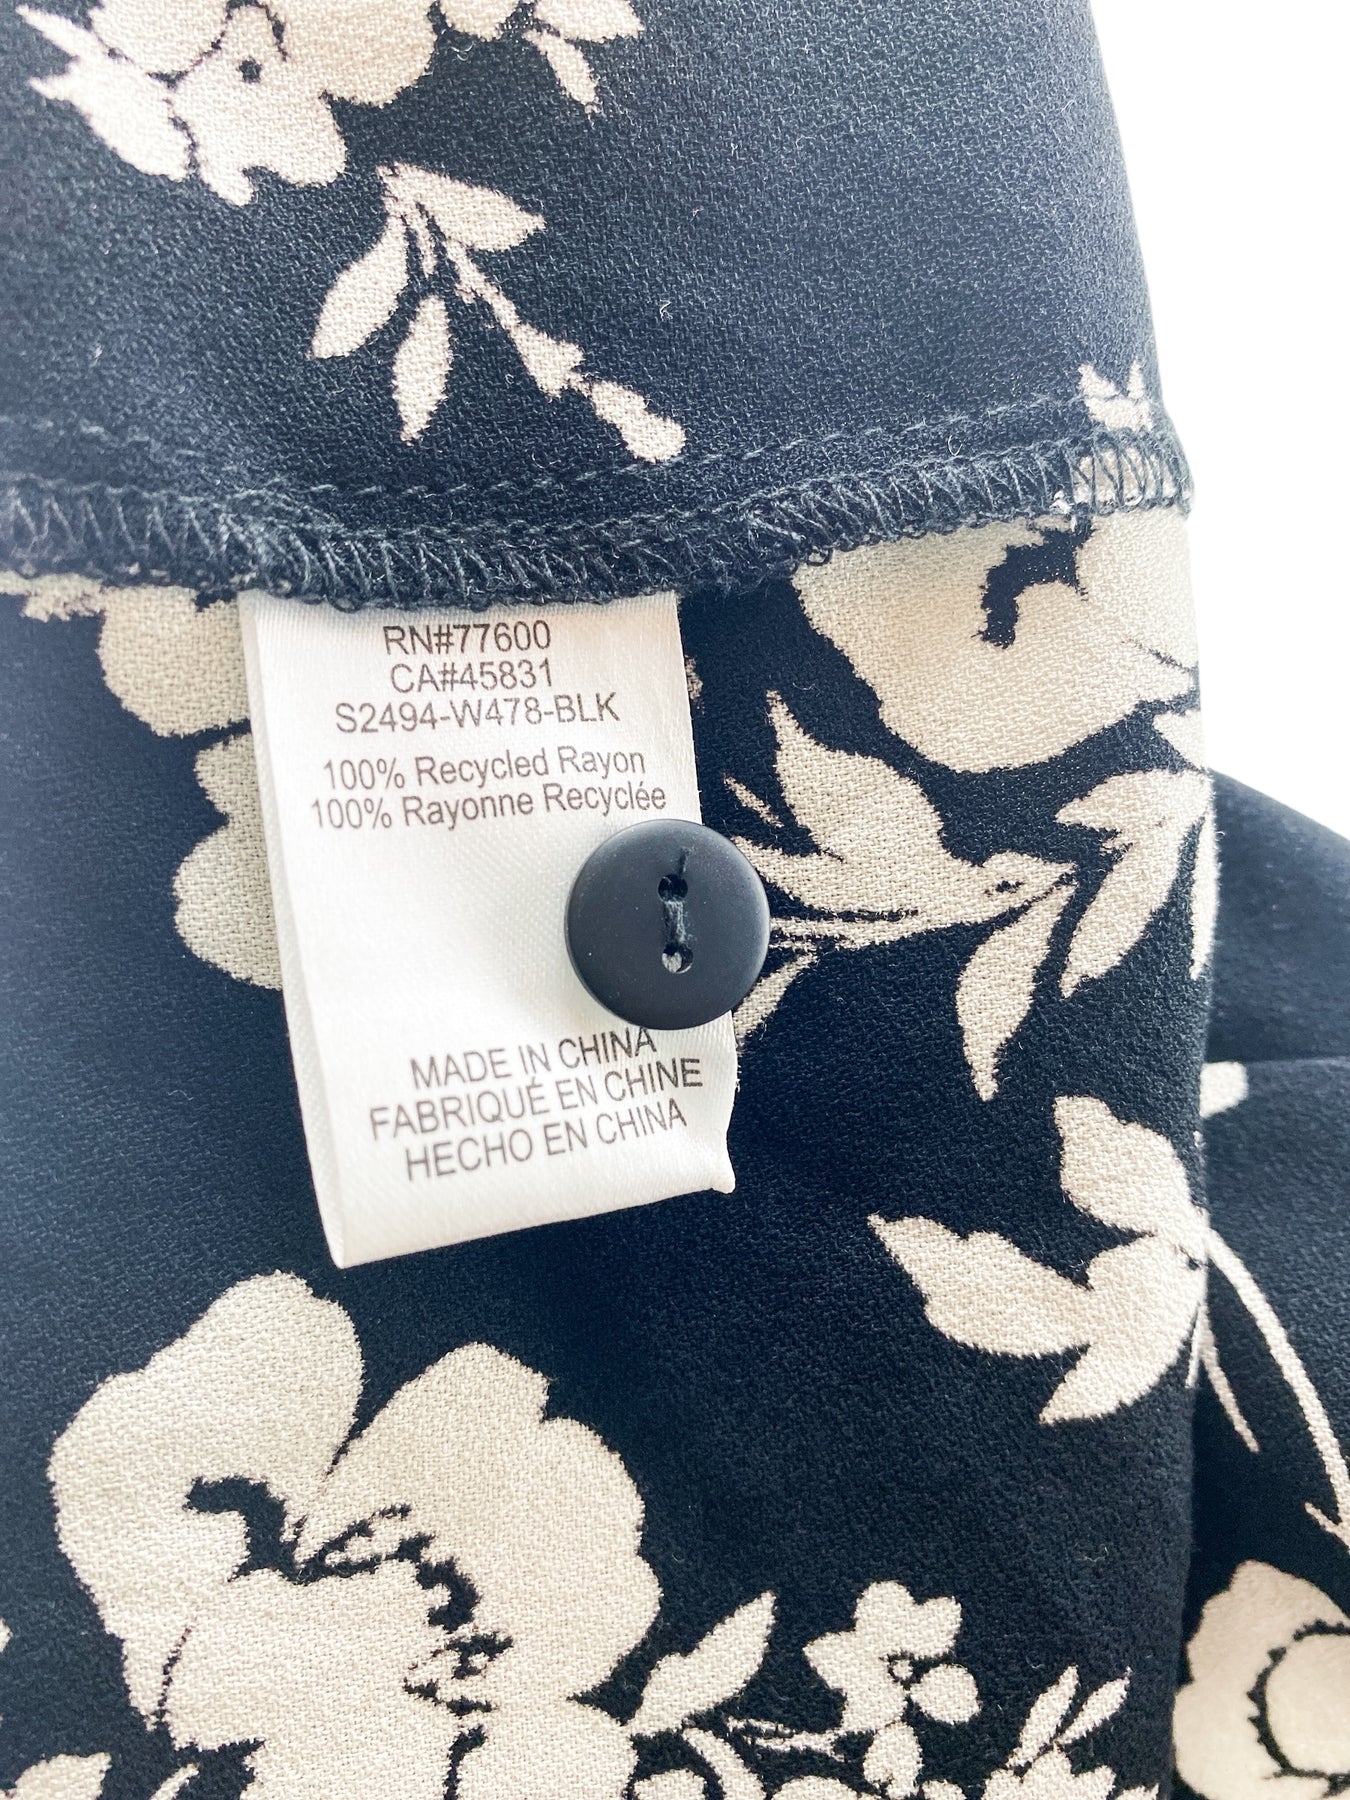 RN#77600
CA#45831
S2494-W478-BLK
100% Recycled Rayon
100% Rayonne Recyclée
MADE IN CHINA
FABRIQUÉ EN CHINE
HECHO EN CHINA